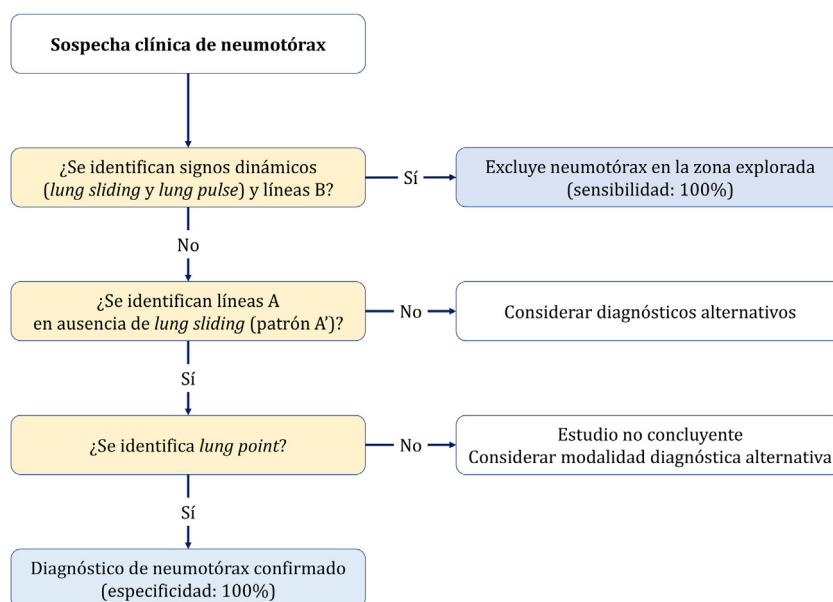 Sospecha clínica de neumotórax
¿Se identifican signos dinámicos
(lung sliding y lung pulse) y líneas B?
Sí
Excluye neumotórax en la zona explorada
(sensibilidad: 100%)
No
¿Se identifican líneas A
en ausencia de lung sliding (patrón A')?
No
Considerar diagnósticos alternativos
Sí
¿Se identifica lung point?
No
Estudio no concluyente
Considerar modalidad diagnóstica alternativa
Sí
Diagnóstico de neumotórax confirmado
(especificidad: 100%)